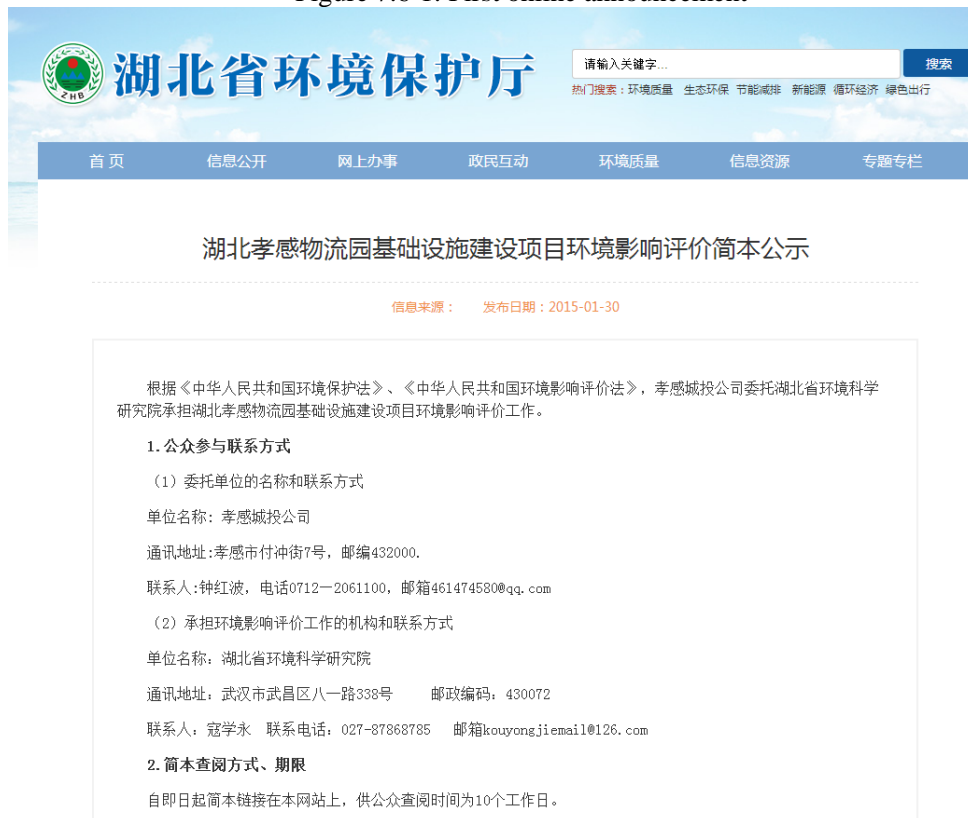 Figure 7.6-1. First online announcement
ZHB
湖北省环境保护厅
请输入关键字...
搜索
热门搜索：环境质量 生态环保 节能减排 新能源 循环经济 绿色出行
首页 信息公开 网上办事 政民互动 环境质量 信息资源 专题专栏
湖北孝感物流园基础设施建设项目环境影响评价简本公示
信息来源： 发布日期：2015-01-30
根据《中华人民共和国环境保护法》、《中华人民共和国环境影响评价法》，孝感城投公司委托湖北省环境科学
研究院承担湖北孝感物流园基础设施建设项目环境影响评价工作。
1.公众参与联系方式
（1）委托单位的名称和联系方式
单位名称：孝感城投公司
通讯地址:孝感市付冲街7号，邮编432000.
联系人:钟红波，电话0712—2061100，邮箱461474580@qq.com
（2）承担环境影响评价工作的机构和联系方式
单位名称：湖北省环境科学研究院
通讯地址：武汉市武昌区八一路338号 邮政编码：430072
联系人：寇学永 联系电话：027-87868785 邮箱kouyongjiemail@126.com
2.简本查阅方式、期限
自即日起简本链接在本网站上，供公众查阅时间为10个工作日。